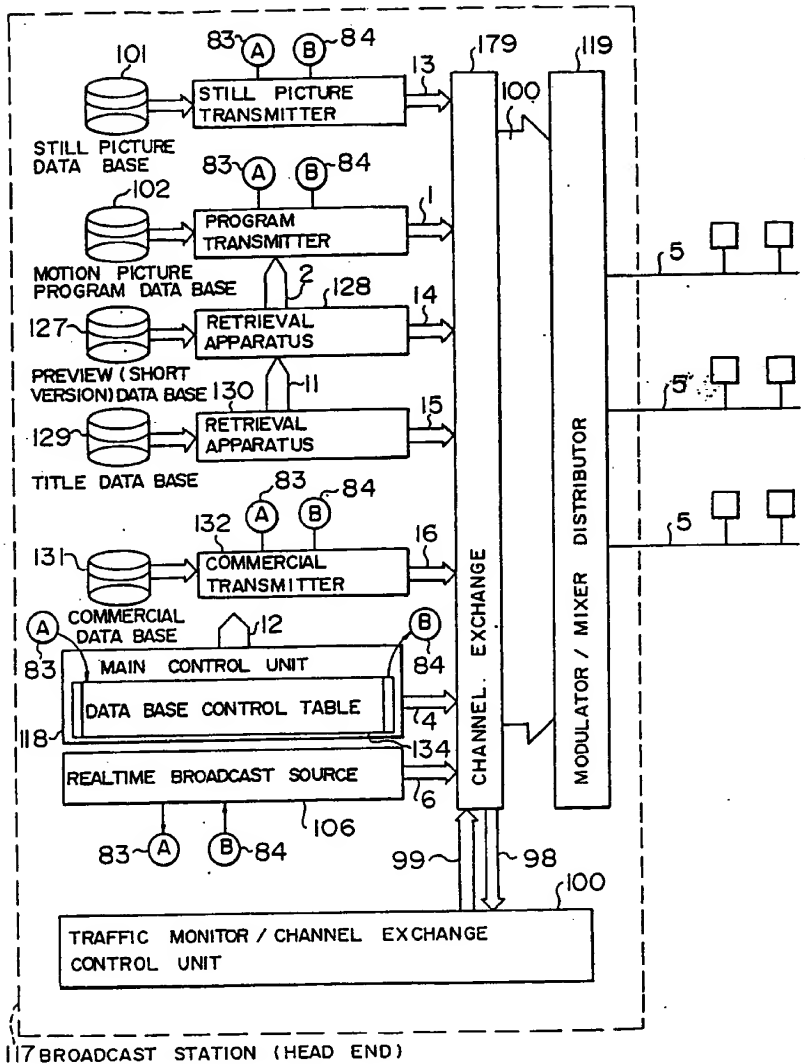 83 A B 84 179 119
101 13
STILL PICTURE
TRANSMITTER
100
STILL PICTURE
DATA BASE
83 A B 84
102 1
PROGRAM
TRANSMITTER
MOTION PICTURE
PROGRAM DATA BASE
2 128
5
127
RETRIEVAL
APPARATUS
14
PREVIEW (SHORT
VERSION) DATA BASE
130 11
129
RETRIEVAL
APPARATUS
15
5
TITLE DATA BASE
83 84
A B
132 16
131
COMMERCIAL
TRANSMITTER
5
COMMERCIAL
DATA BASE
12
A 83
B 84
MAIN CONTROL UNIT
DATA BASE CONTROL TABLE
4
118 134
REALTIME BROADCAST SOURCE
6
106
83 A B 84
CHANNEL. EXCHANGE
MODULATOR / MIXER DISTRIBUTOR
99 98
100
TRAFFIC MONITOR / CHANNEL EXCHANGE
CONTROL UNIT
117 BROADCAST STATION (HEAD END)